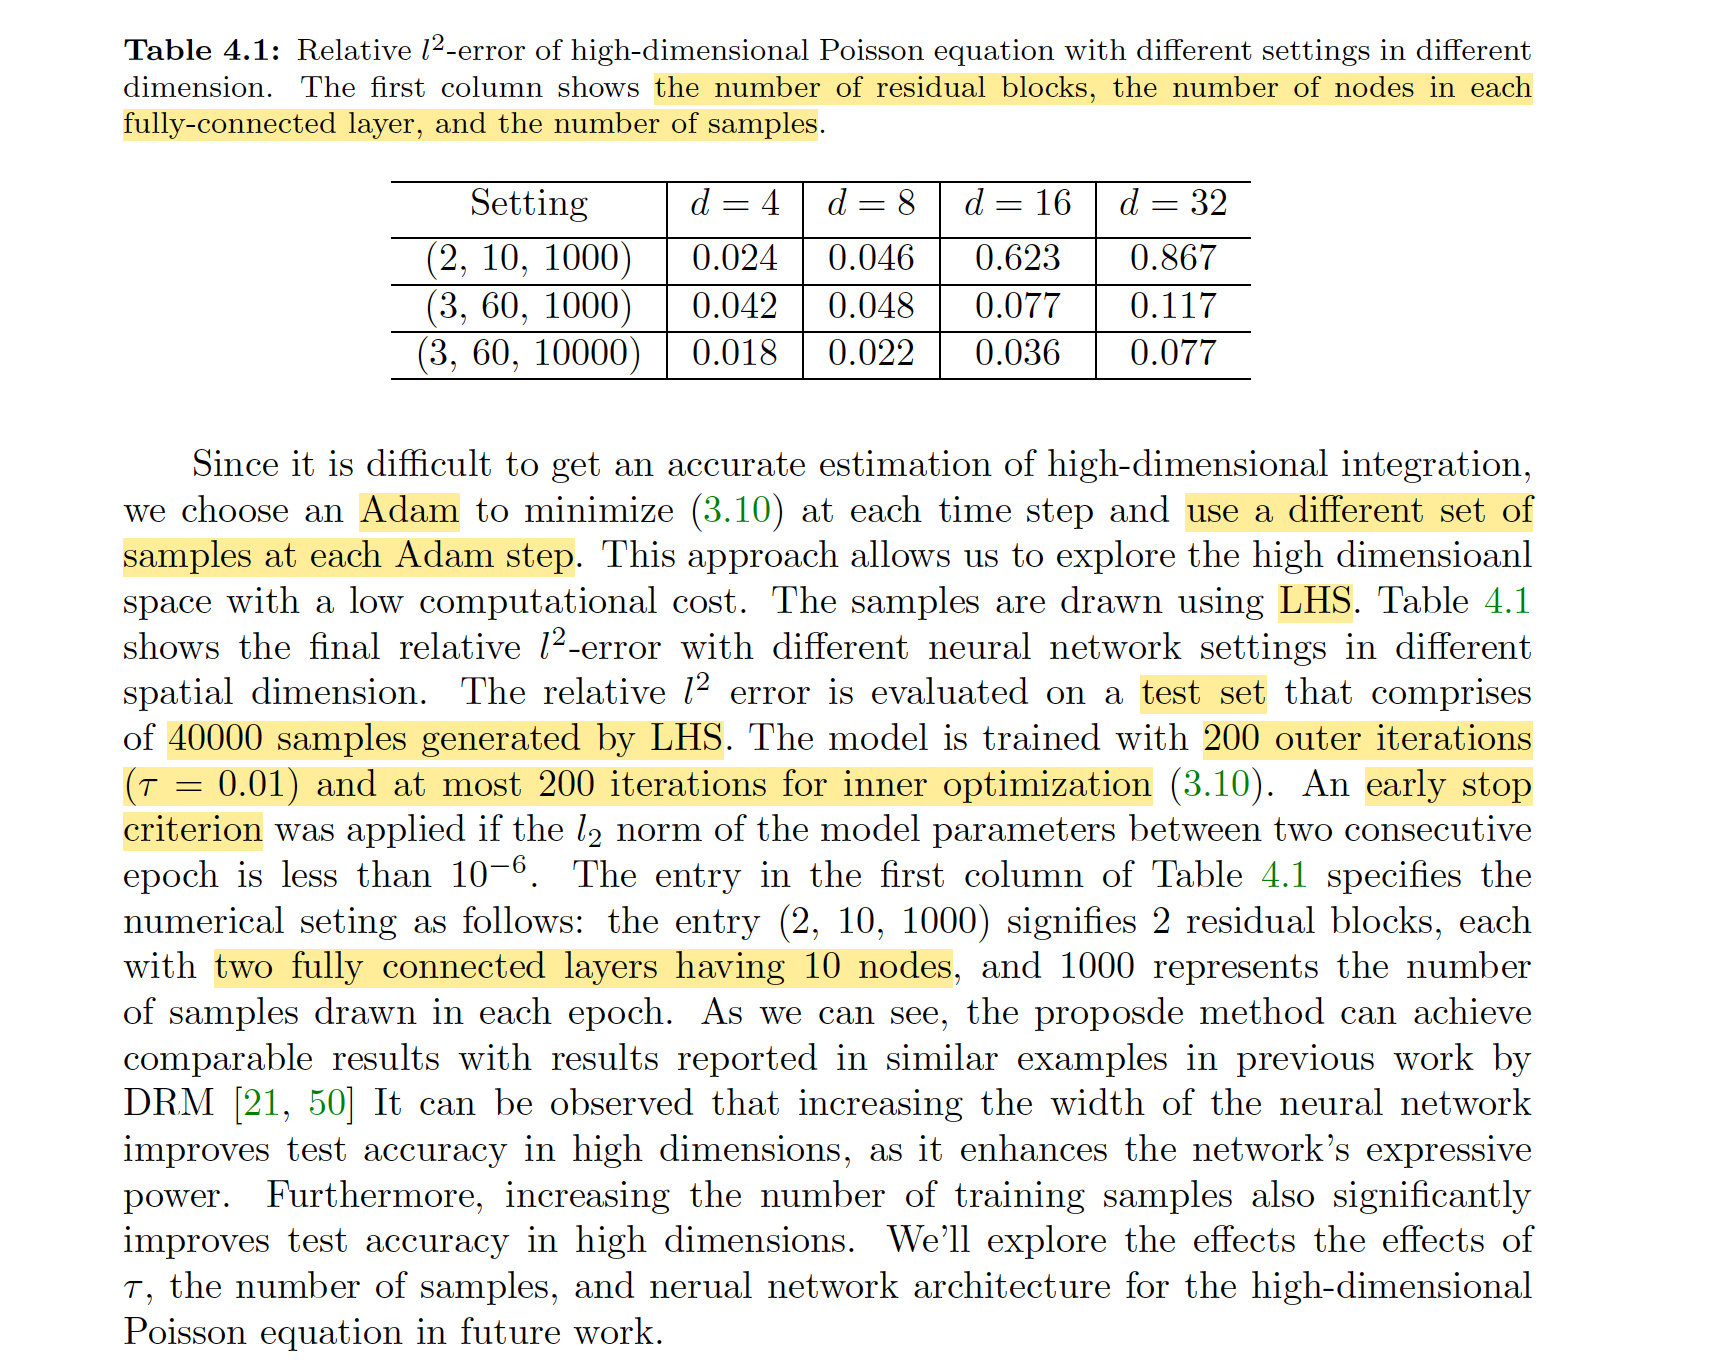 Table 4.1: Relative l²-error of high-dimensional Poisson equation with different settings in different
dimension. The first column shows the number of residual blocks, the number of nodes in each
fully-connected layer, and the number of samples.
Setting d = 4 d = 8 d = 16 d = 32
(2, 10, 1000) 0.024 0.046 0.623 0.867
(3, 60, 1000) 0.042 0.048 0.077 0.117
(3, 60, 10000) 0.018 0.022 0.036 0.077
Since it is difficult to get an accurate estimation of high-dimensional integration,
we choose an Adam to minimize (3.10) at each time step and use a different set of
samples at each Adam step. This approach allows us to explore the high dimensioanl
space with a low computational cost. The samples are drawn using LHS. Table 4.1
shows the final relative l²-error with different neural network settings in different
spatial dimension. The relative l² error is evaluated on a test set that comprises
of 40000 samples generated by LHS. The model is trained with 200 outer iterations
(τ = 0.01) and at most 200 iterations for inner optimization (3.10). An early stop
criterion was applied if the l₂ norm of the model parameters between two consecutive
epoch is less than 10⁻⁶. The entry in the first column of Table 4.1 specifies the
numerical seting as follows: the entry (2, 10, 1000) signifies 2 residual blocks, each
with two fully connected layers having 10 nodes, and 1000 represents the number
of samples drawn in each epoch. As we can see, the proposde method can achieve
comparable results with results reported in similar examples in previous work by
DRM [21, 50] It can be observed that increasing the width of the neural network
improves test accuracy in high dimensions, as it enhances the network's expressive
power. Furthermore, increasing the number of training samples also significantly
improves test accuracy in high dimensions. We'll explore the effects the effects of
τ, the number of samples, and nerual network architecture for the high-dimensional
Poisson equation in future work.